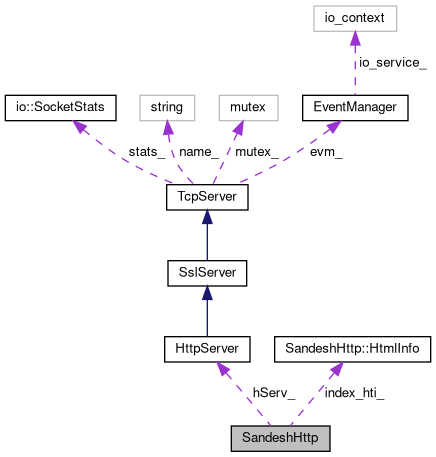 io_context
io_service_
io::SocketStats
string
mutex
EventManager
stats_
name_
mutex_
evm_
TcpServer
SslServer
HttpServer
SandeshHttp::HtmlInfo
hServ_
index_hti_
SandeshHttp